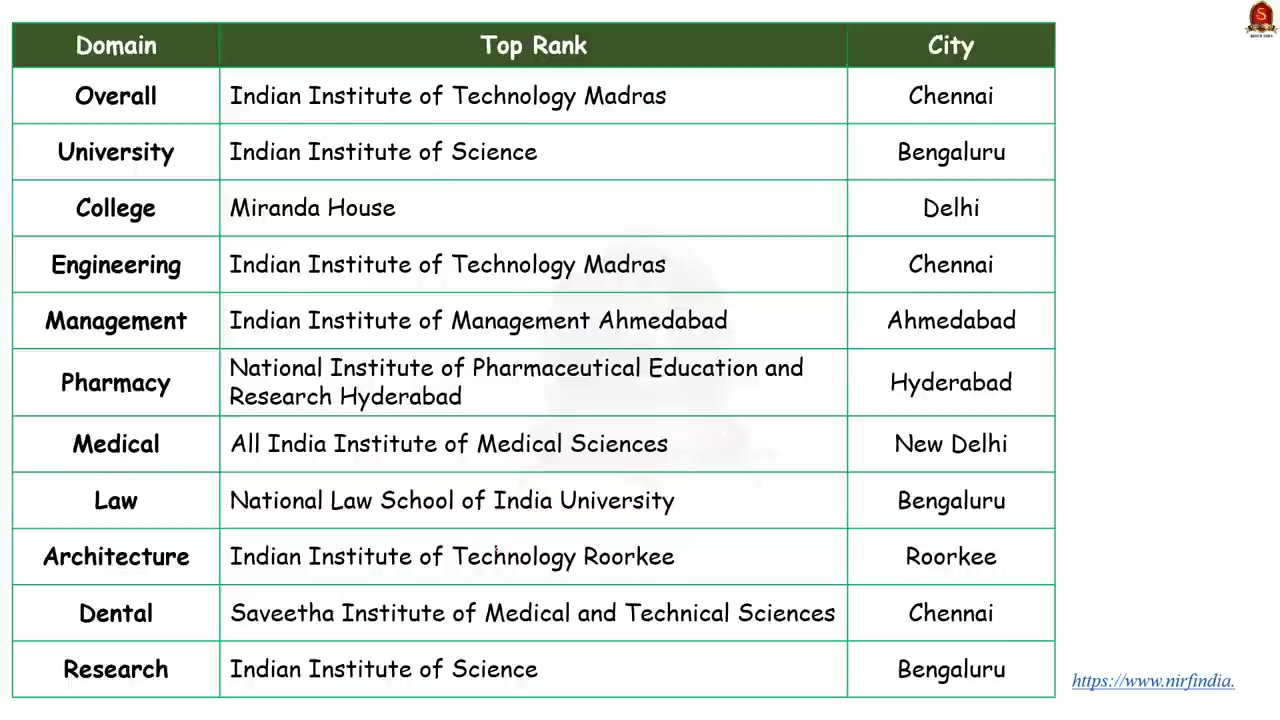 Domain Top Rank City
Overall Indian Institute of Technology Madras Chennai
University Indian Institute of Science Bengaluru
College Miranda House Delhi
Engineering Indian Institute of Technology Madras Chennai
Management Indian Institute of Management Ahmedabad Ahmedabad
Pharmacy National Institute of Pharmaceutical Education and
Research Hyderabad Hyderabad
Medical All India Institute of Medical Sciences New Delhi
Law National Law School of India University Bengaluru
Architecture Indian Institute of Technology Roorkee Roorkee
Dental Saveetha Institute of Medical and Technical Sciences Chennai
Research Indian Institute of Science Bengaluru
https://www.nirfindia.
S